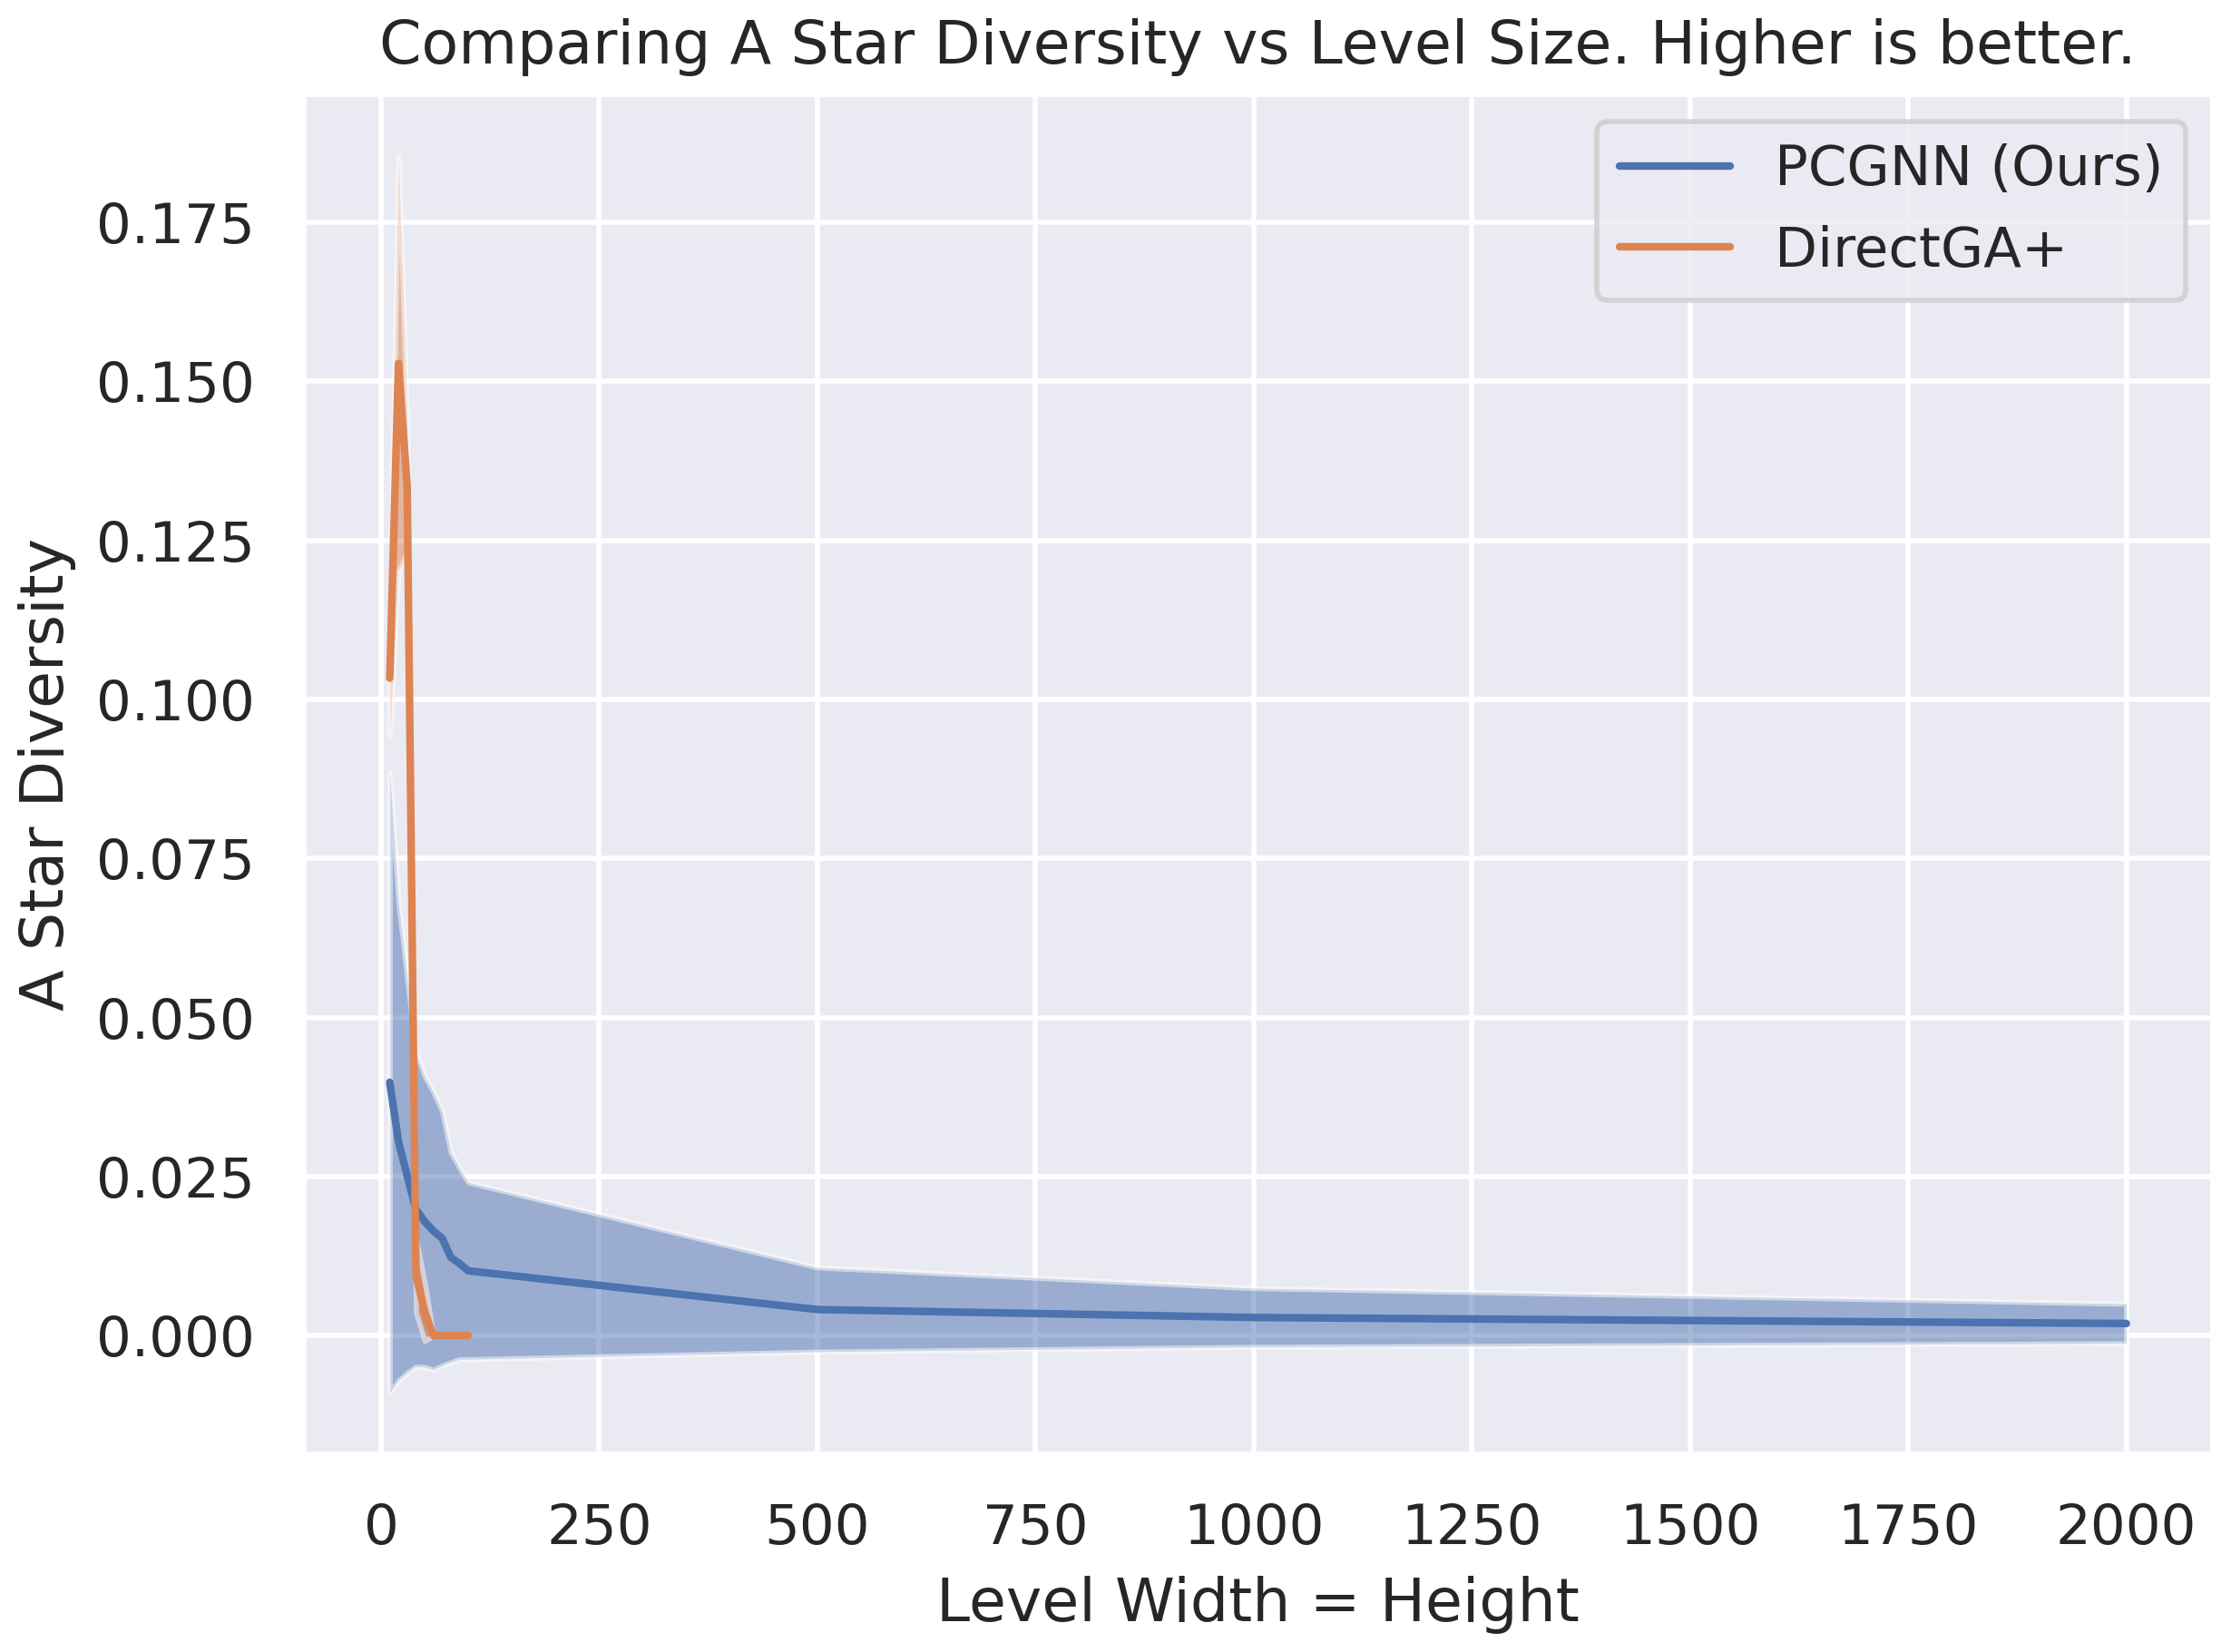 Comparing A Star Diversity vs Level Size. Higher is better.
PCGNN (Ours)
DirectGA+
A Star Diversity
0.175
0.150
0.125
0.100
0.075
0.050
0.025
0.000
0 250 500 750 1000 1250 1500 1750 2000
Level Width = Height